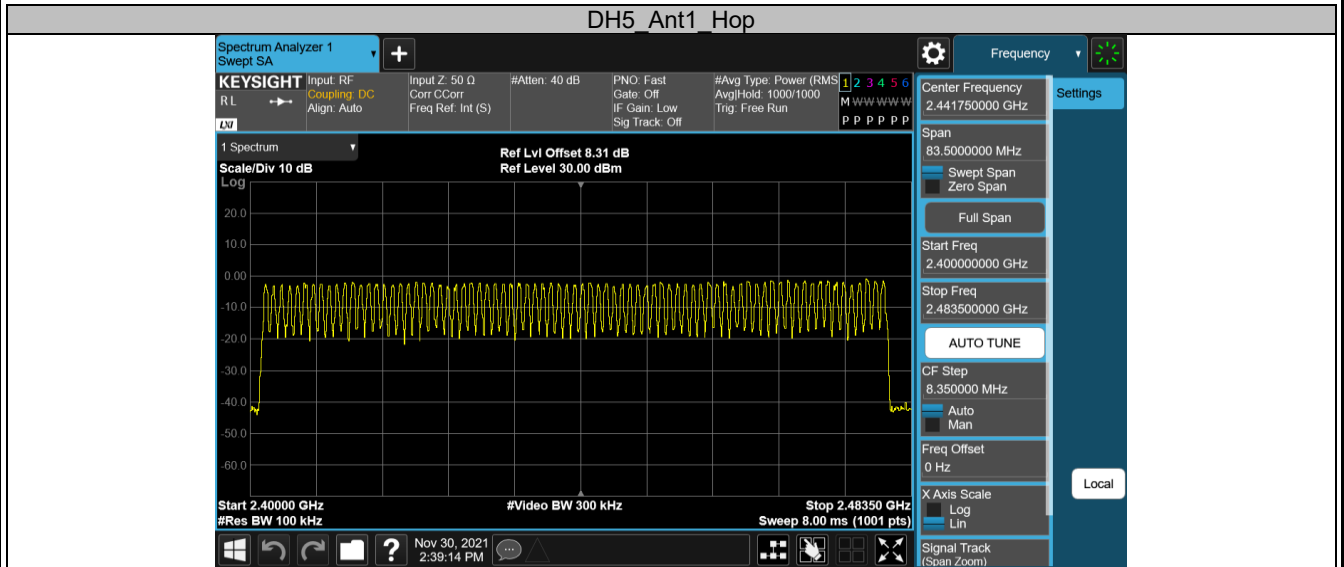 DH5_Ant1_Hop
Spectrum Analyzer 1
Swept SA
+
Frequency
KEYSIGHT
R L
LXI
Input: RF
Coupling: DC
Align: Auto
Input Z: 50 Ω
Corr CCorr
Freq Ref: Int (S)
#Atten: 40 dB
PNO: Fast
Gate: Off
IF Gain: Low
Sig Track: Off
#Avg Type: Power (RMS
Avg|Hold: 1000/1000
Trig: Free Run
1 2 3 4 5 6
M W W W W W
P P P P P P
1 Spectrum
Scale/Div 10 dB
Log
Ref Lvl Offset 8.31 dB
Ref Level 30.00 dBm
20.0
10.0
0.00
-10.0
-20.0
-30.0
-40.0
-50.0
-60.0
Start 2.40000 GHz
#Res BW 100 kHz
#Video BW 300 kHz
Stop 2.48350 GHz
Sweep 8.00 ms (1001 pts)
Center Frequency
2.441750000 GHz
Settings
Span
83.5000000 MHz
Swept Span
Zero Span
Full Span
Start Freq
2.400000000 GHz
Stop Freq
2.483500000 GHz
AUTO TUNE
CF Step
8.350000 MHz
Auto
Man
Freq Offset
0 Hz
X Axis Scale
Log
Lin
Local
Signal Track
(Span Zoom)
?
Nov 30, 2021
2:39:14 PM